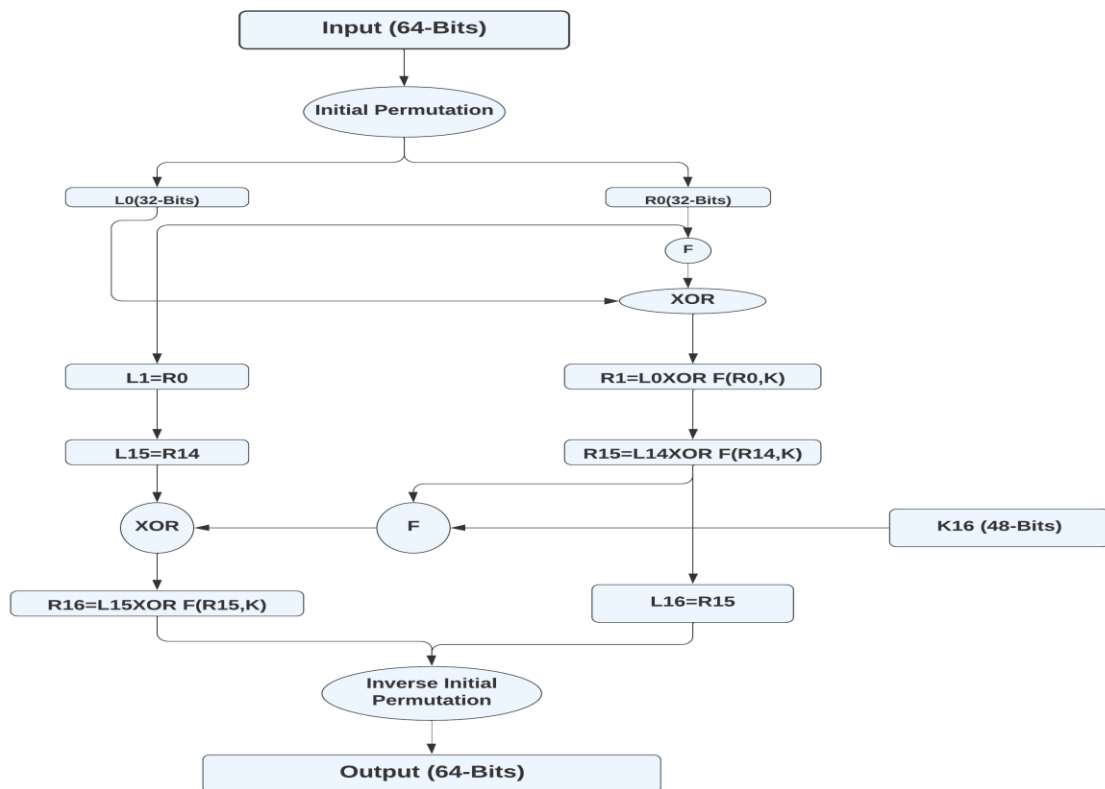 Input (64-Bits)
Initial Permutation
L0(32-Bits)
R0(32-Bits)
F
XOR
L1=R0
R1=L0XOR F(R0,K)
L15=R14
R15=L14XOR F(R14,K)
XOR
F
K16 (48-Bits)
R16=L15XOR F(R15,K)
L16=R15
Inverse Initial
Permutation
Output (64-Bits)